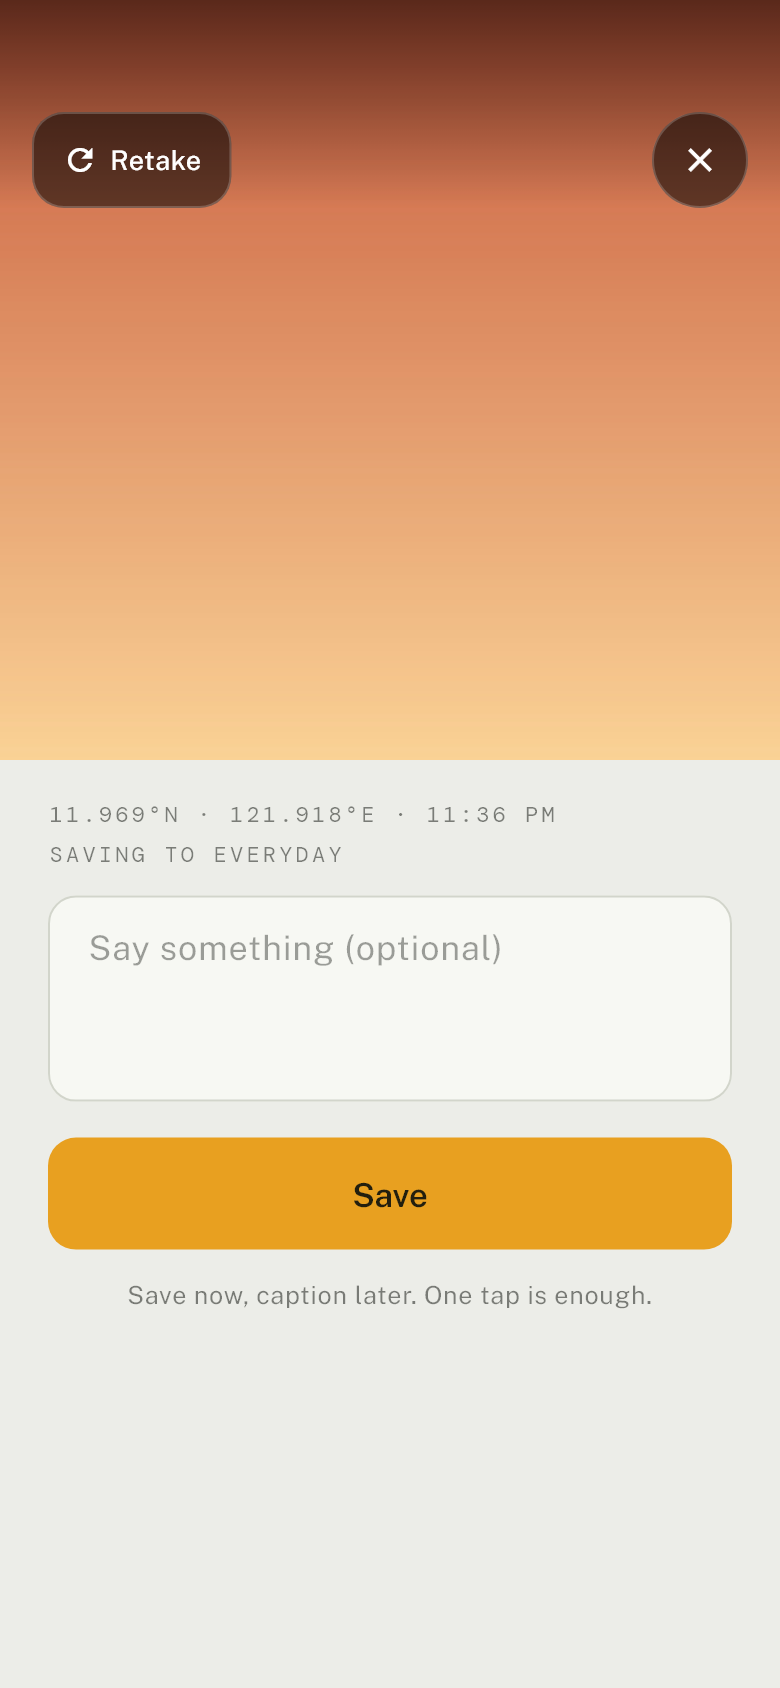 Retake
11.969°N · 121.918°E · 11:36 PM
SAVING TO EVERYDAY
Say something (optional)
Save
Save now, caption later. One tap is enough.